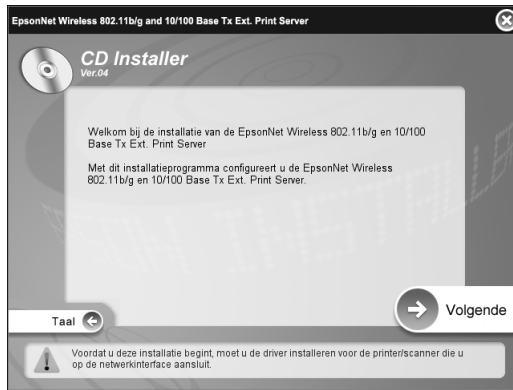 EpsonNet Wireless 802.11b/g and 10/100 Base Tx Ext. Print Server
CD Installer
Ver.04
Welkom bij de installatie van de EpsonNet Wireless 802.11b/g en 10/100
Base Tx Ext. Print Server
Met dit installatieprogramma configureert u de EpsonNet Wireless
802.11b/g en 10/100 Base Tx Ext. Print Server.
Taal
Volgende
Voordat u deze installatie begint, moet u de driver installeren voor de printer/scanner die u
op de netwerkinterface aansluit.